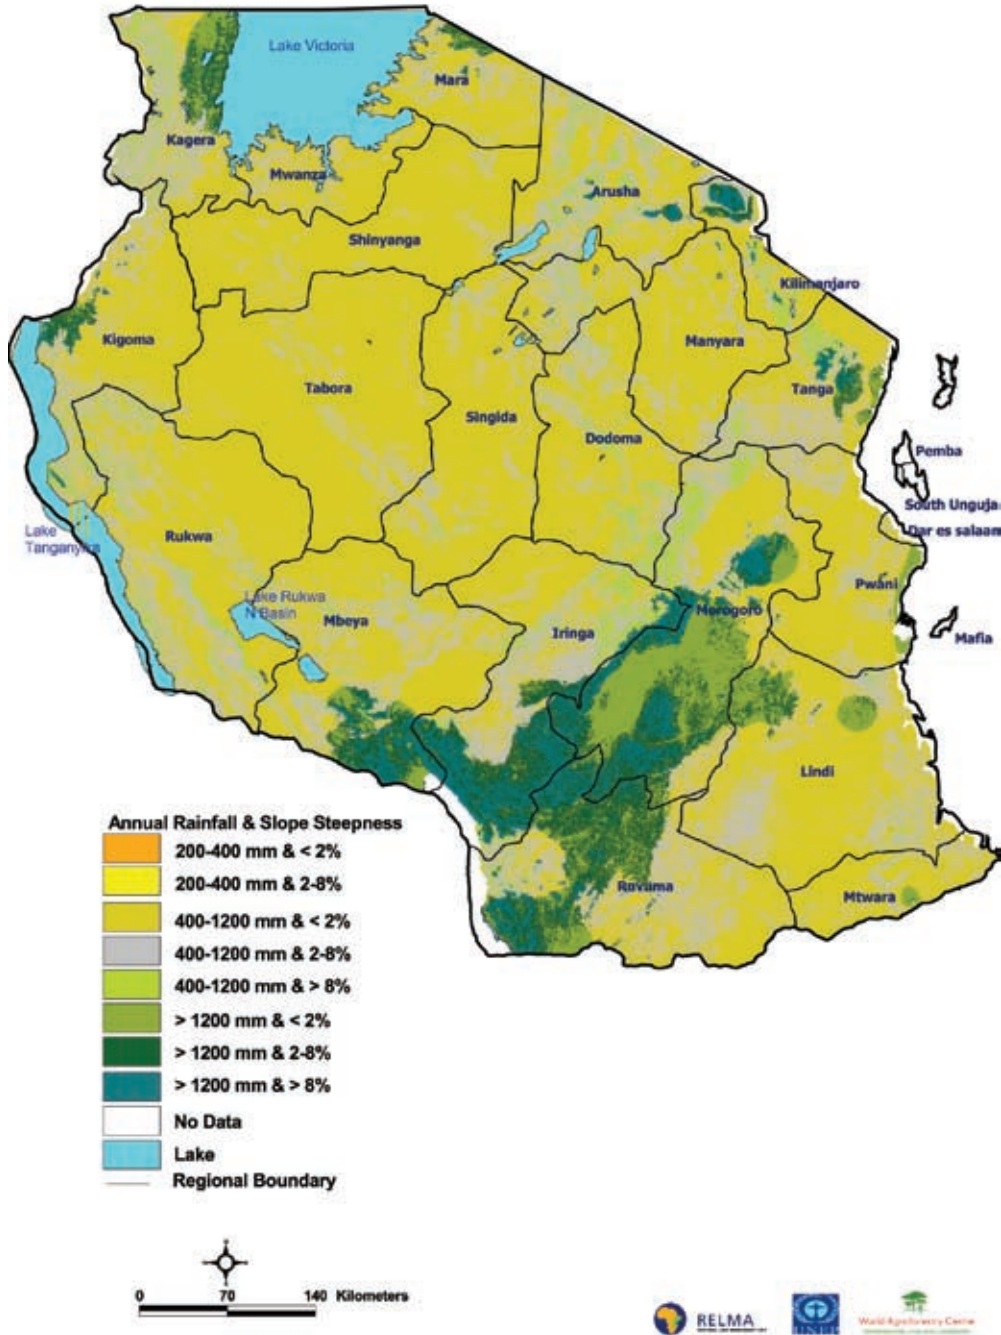 Lake Victoria
Mara
Kagera
Mwanza
Arusha
Shinyanga
Kilimanjaro
Kigoma
Manyara
Tabora
Tanga
Singida
Dodoma
Pemba
South Unguja
Lake
Tanganyika
Rukwa
Dar es salaam
Pwani
Lake Rukwa
N Basin
Mbeya
Iringa
Morogoro
Mafia
Lindi
Rovama
Mtwara
Annual Rainfall & Slope Steepness
200-400 mm & < 2%
200-400 mm & 2-8%
400-1200 mm & < 2%
400-1200 mm & 2-8%
400-1200 mm & > 8%
> 1200 mm & < 2%
> 1200 mm & 2-8%
> 1200 mm & > 8%
No Data
Lake
Regional Boundary
0 70 140 Kilometers
RELMA
UNEP
World Agroforestry Centre